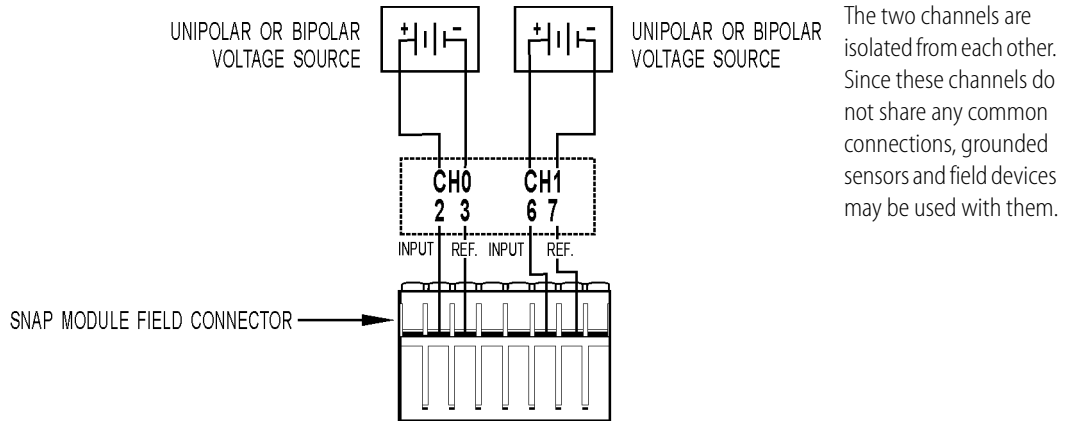 UNIPOLAR OR BIPOLAR
VOLTAGE SOURCE
+ -
+ -
UNIPOLAR OR BIPOLAR
VOLTAGE SOURCE
The two channels are
isolated from each other.
Since these channels do
not share any common
connections, grounded
sensors and field devices
may be used with them.
CH0 CH1
2 3 6 7
INPUT REF. INPUT REF.
SNAP MODULE FIELD CONNECTOR